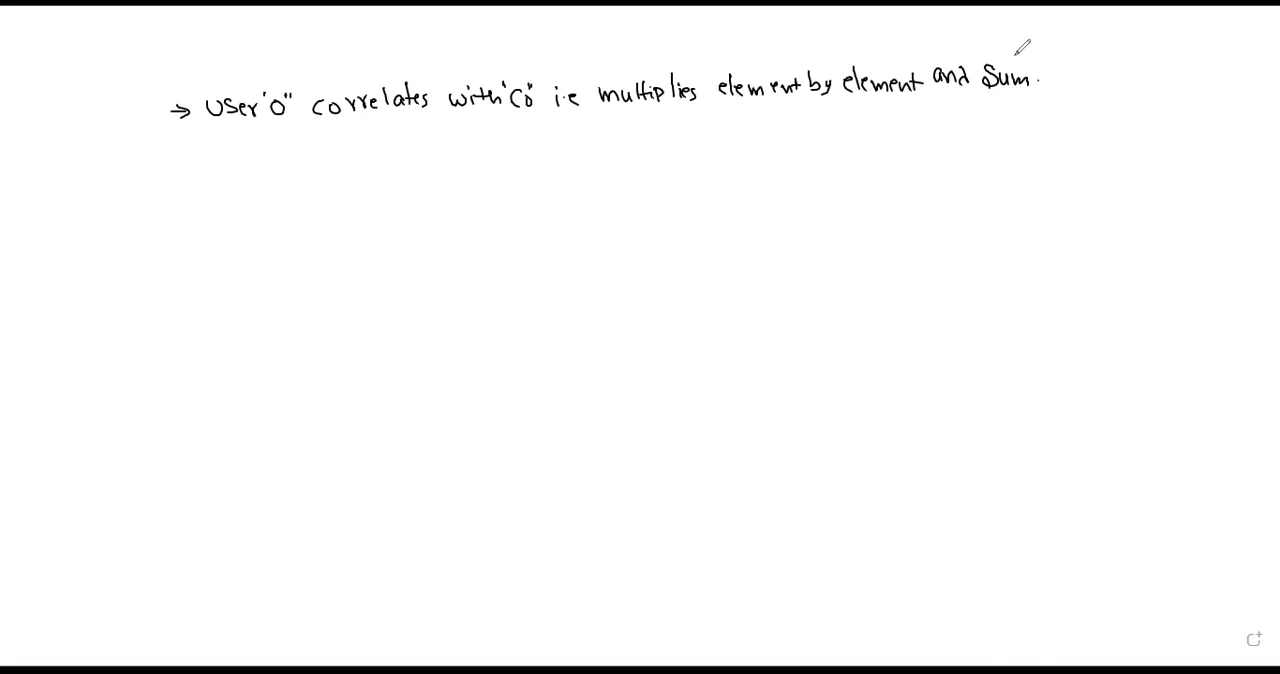 → User "0" correlates with "C0" i.e multiplies element by element and Sum.